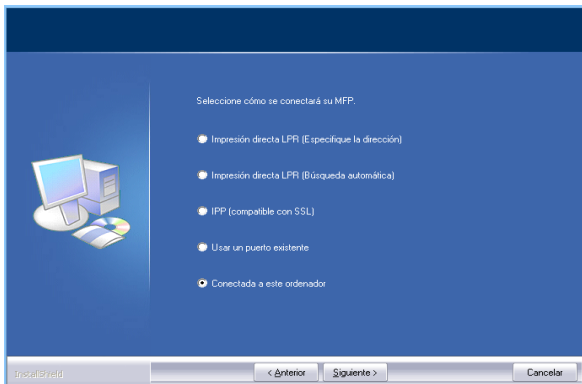 Seleccione cómo se conectará su MFP.
Impresión directa LPR (Especifique la dirección)
Impresión directa LPR (Búsqueda automática)
IPP (compatible con SSL)
Usar un puerto existente
Conectada a este ordenador
InstallShield
< Anterior
Siguiente >
Cancelar